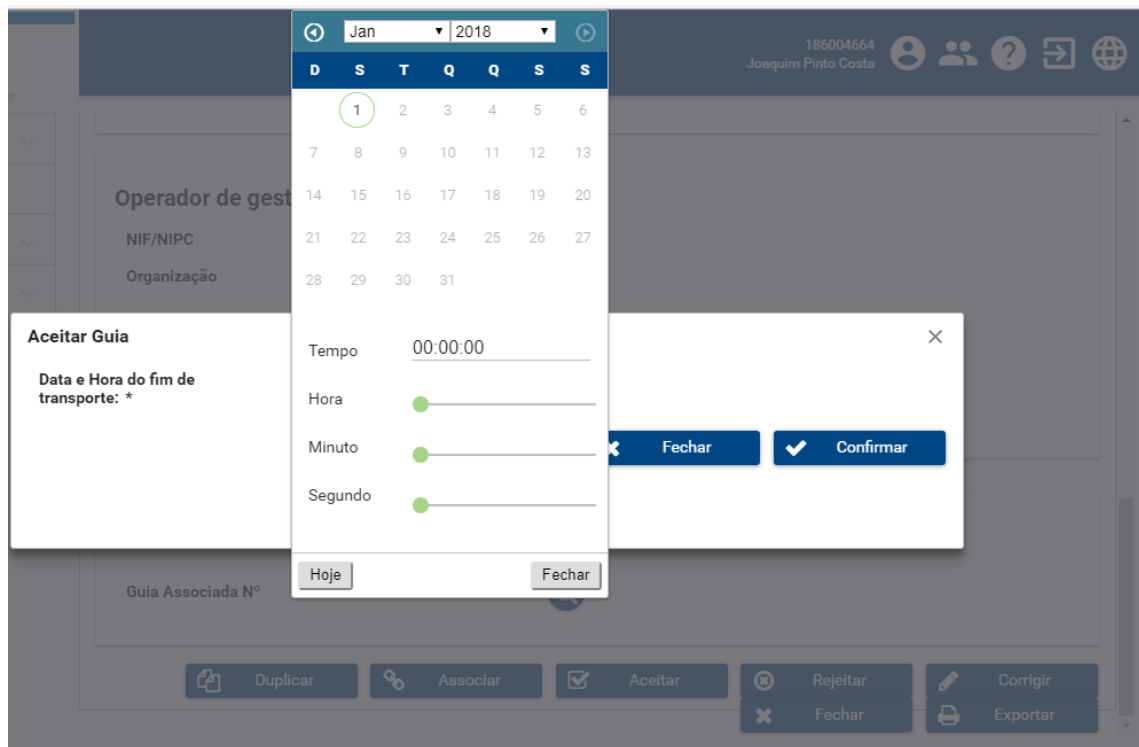 Jan 2018
186004664
Joaquim Pinto Costa
D S T Q Q S S
1 2 3 4 5 6
7 8 9 10 11 12 13
14 15 16 17 18 19 20
21 22 23 24 25 26 27
28 29 30 31
Operador de gest
NIF/NIPC
Organização
Aceitar Guia
Data e Hora do fim de
transporte: *
Tempo 00:00:00
Hora
Minuto
Segundo
Fechar Confirmar
Hoje Fechar
Guia Associada Nº
Duplicar Associar Aceitar Rejeitar Corrigir
Fechar Exportar